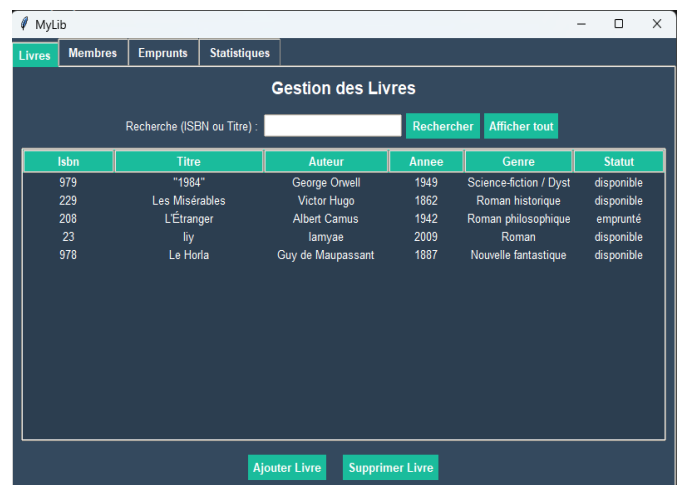 MyLib
Livres Membres Emprunts Statistiques
Gestion des Livres
Recherche (ISBN ou Titre) : Rechercher Afficher tout
Isbn Titre Auteur Annee Genre Statut
979 "1984" George Orwell 1949 Science-fiction / Dyst disponible
229 Les Misérables Victor Hugo 1862 Roman historique disponible
208 L'Étranger Albert Camus 1942 Roman philosophique emprunté
23 liy lamyae 2009 Roman disponible
978 Le Horla Guy de Maupassant 1887 Nouvelle fantastique disponible
Ajouter Livre Supprimer Livre